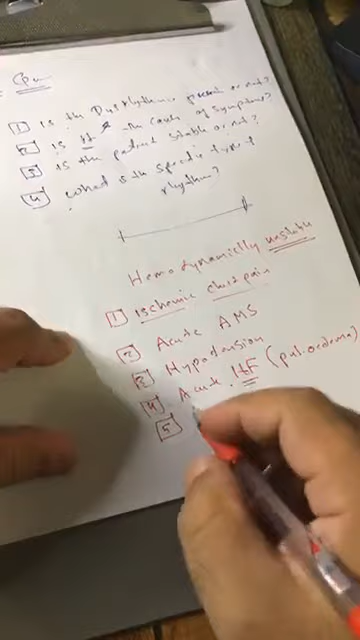 1 Is the Dysrhythmia present or not?
2 Is it the cause of symptoms?
3 Is the patient stable or not?
4 What is the specific type of
rhythm?
Hemodynamically unstable
1 Ischemic chest pain
2 Acute AMS
3 Hypotension
4 Acute HF (pul. oedema)
5